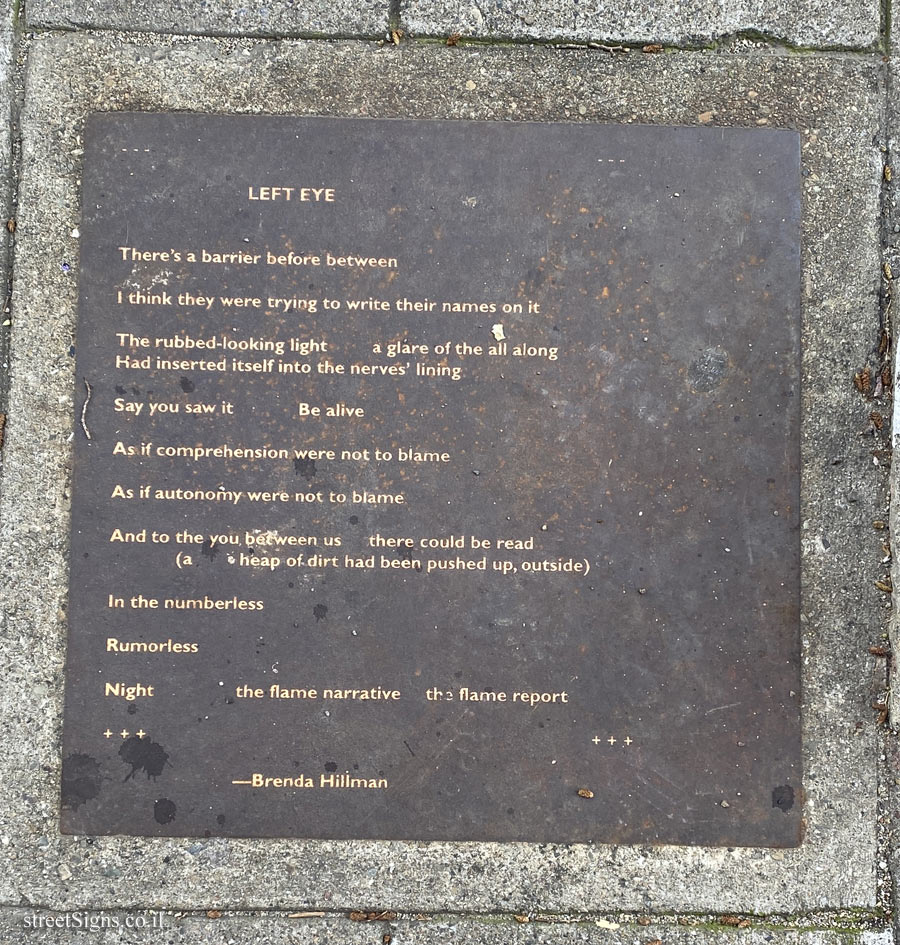 - - - - - - -
LEFT EYE
There's a barrier before between
I think they were trying to write their names on it
The rubbed-looking light a glare of the all along
Had inserted itself into the nerves' lining
Say you saw it Be alive
As if comprehension were not to blame
As if autonomy were not to blame
And to the you between us there could be read
(a heap of dirt had been pushed up, outside)
In the numberless
Rumorless
Night the flame narrative the flame report
+ + + + + +
—Brenda Hillman
streetSigns.co.il